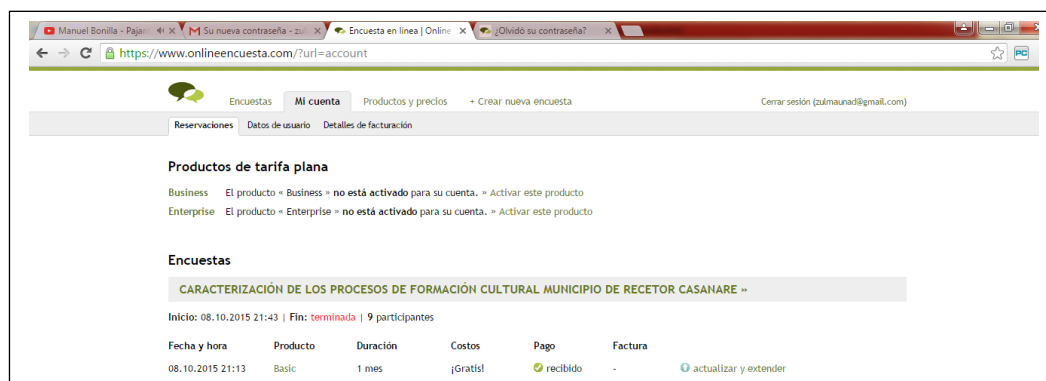 Manuel Bonilla - Pajar
Su nueva contraseña - zul
Encuesta en línea | Online
¿Olvidó su contraseña?
https://www.onlineencuesta.com/?url=account
PC
Encuestas Mi cuenta Productos y precios + Crear nueva encuesta Cerrar sesión (zulmaunad@gmail.com)
Reservaciones Datos de usuario Detalles de facturación
Productos de tarifa plana
Business El producto « Business » no está activado para su cuenta. » Activar este producto
Enterprise El producto « Enterprise » no está activado para su cuenta. » Activar este producto
Encuestas
CARACTERIZACIÓN DE LOS PROCESOS DE FORMACIÓN CULTURAL MUNICIPIO DE RECETOR CASANARE »
Inicio: 08.10.2015 21:43 | Fin: terminada | 9 participantes
Fecha y hora Producto Duración Costos Pago Factura
08.10.2015 21:13 Basic 1 mes ¡Gratis! recibido - actualizar y extender